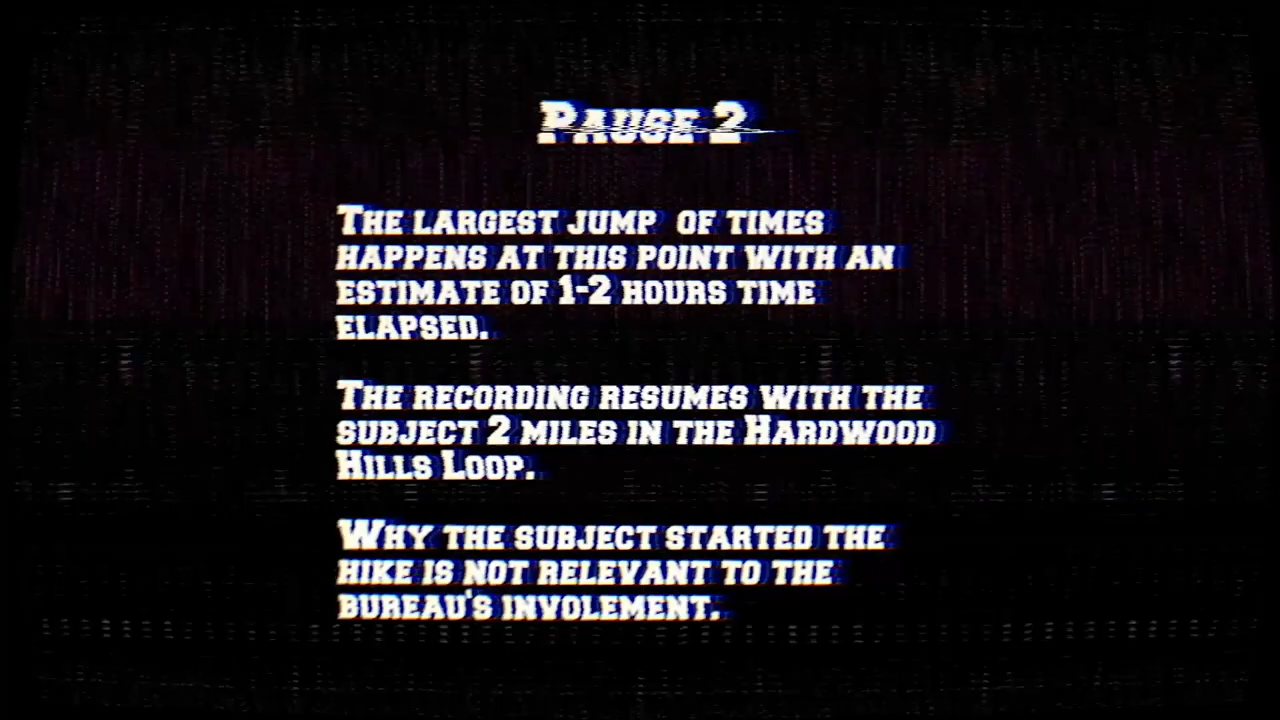 Pause 2
The largest jump of times
happens at this point with an
estimate of 1-2 hours time
elapsed.
The recording resumes with the
subject 2 miles in the Hardwood
Hills Loop.
Why the subject started the
hike is not relevant to the
bureau's involement.